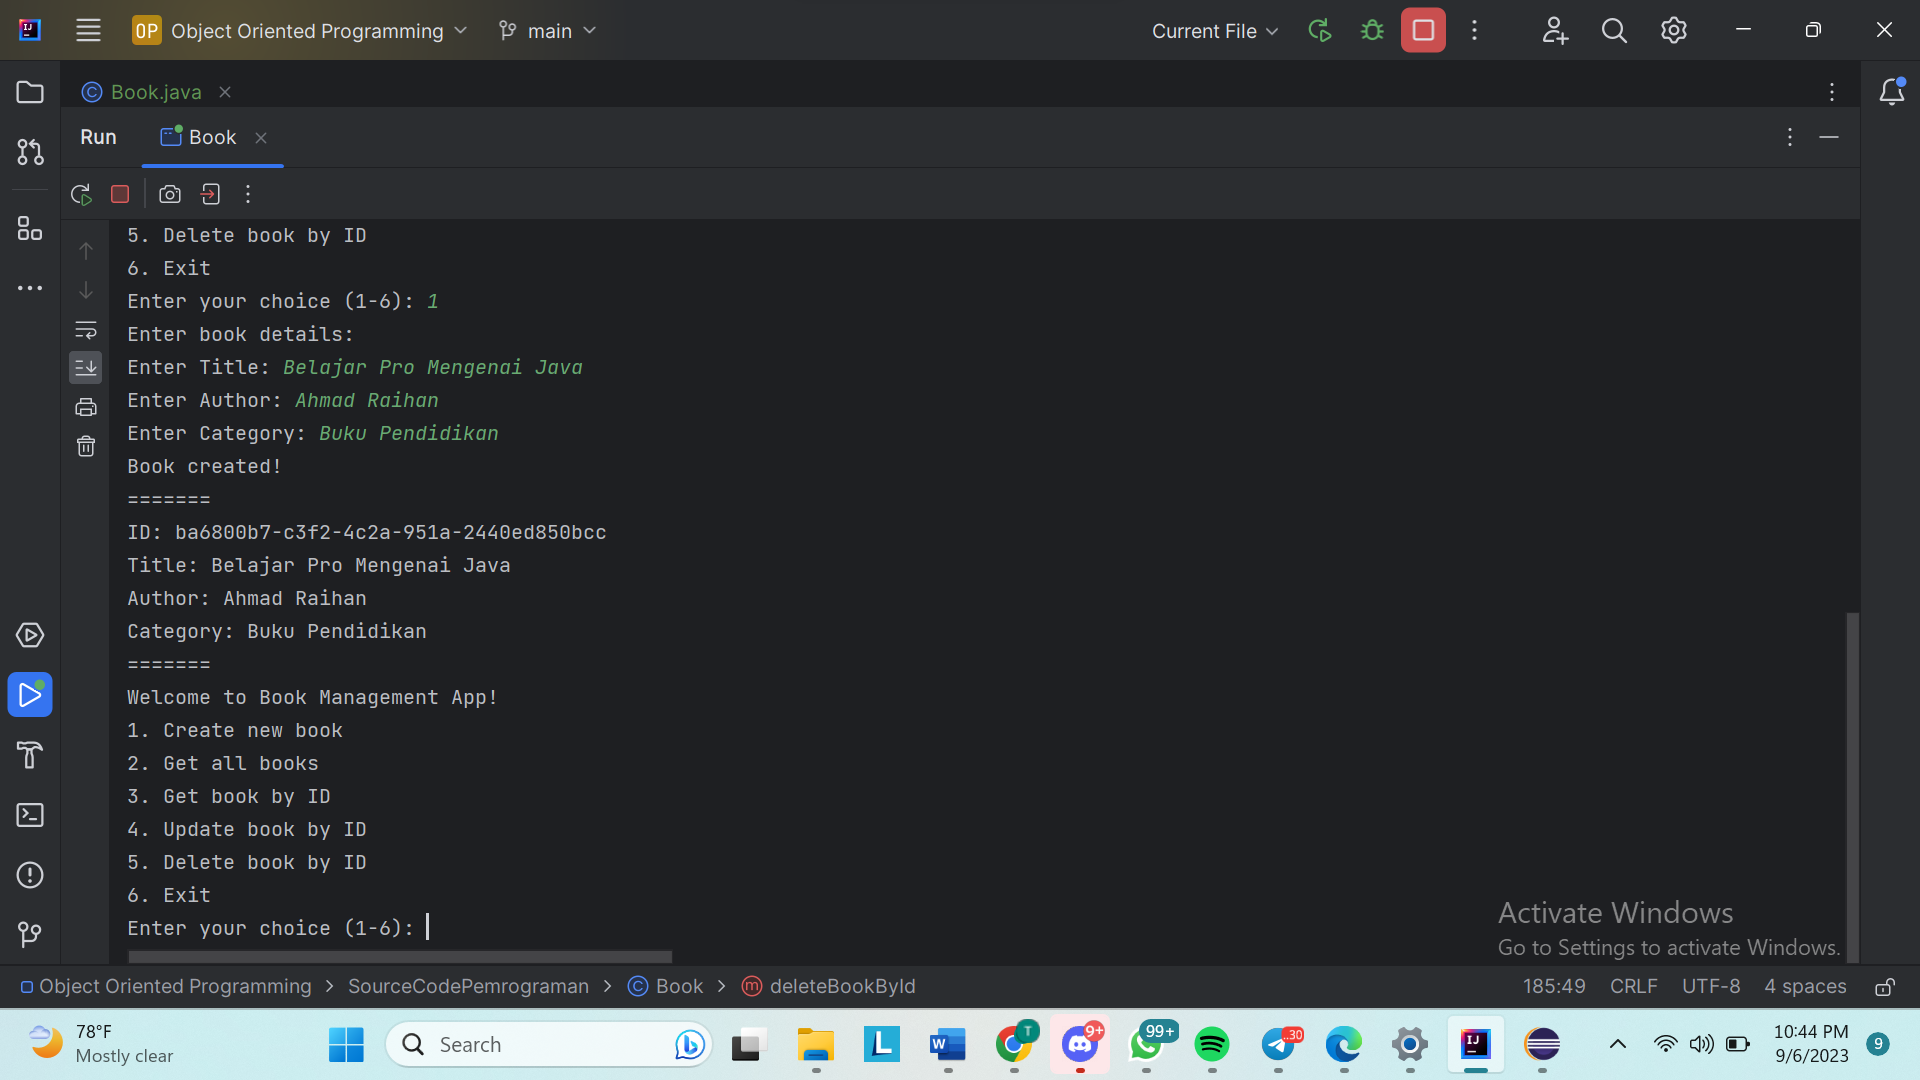 OP Object Oriented Programming main Current File
Book.java
Run Book
5. Delete book by ID
6. Exit
Enter your choice (1-6): 1
Enter book details:
Enter Title: Belajar Pro Mengenai Java
Enter Author: Ahmad Raihan
Enter Category: Buku Pendidikan
Book created!
=======
ID: ba6800b7-c3f2-4c2a-951a-2440ed850bcc
Title: Belajar Pro Mengenai Java
Author: Ahmad Raihan
Category: Buku Pendidikan
=======
Welcome to Book Management App!
1. Create new book
2. Get all books
3. Get book by ID
4. Update book by ID
5. Delete book by ID
6. Exit
Enter your choice (1-6):
Activate Windows
Go to Settings to activate Windows.
Object Oriented Programming > SourceCodePemrograman > Book > deleteBookById 185:49 CRLF UTF-8 4 spaces
78°F
Mostly clear
Search
T
9+
99+
..30
10:44 PM
9/6/2023
9